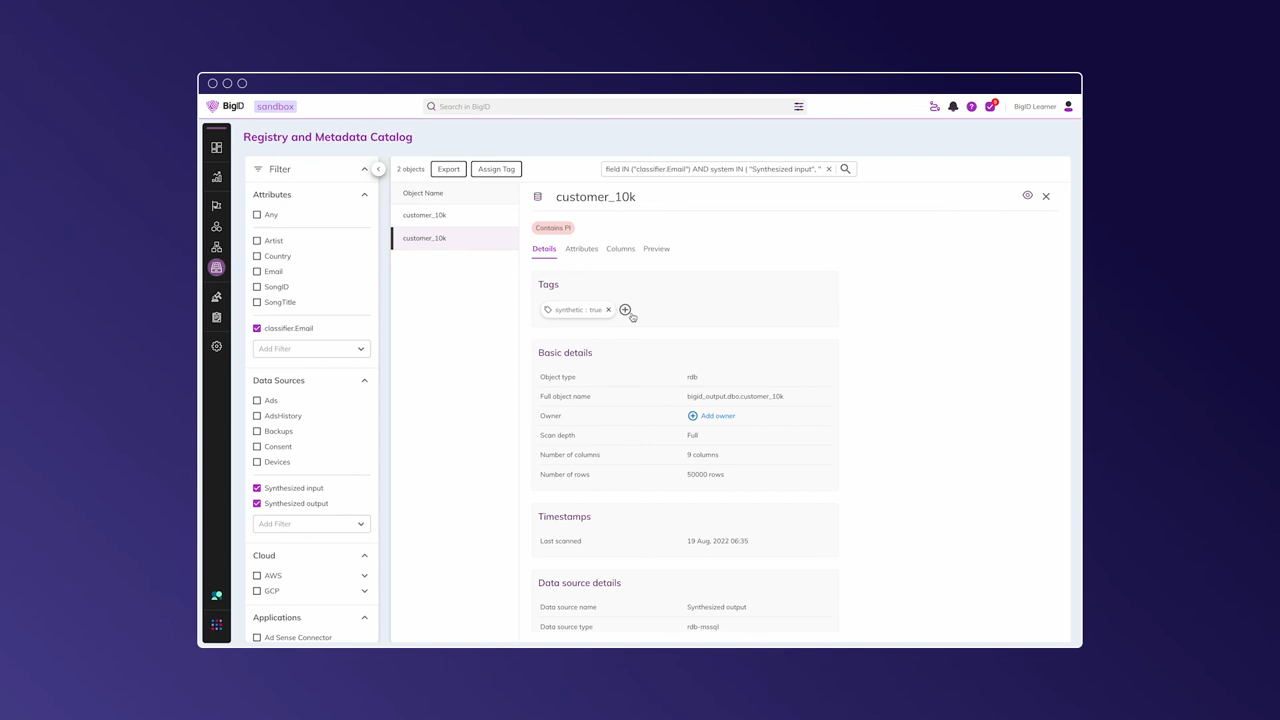 BigID
sandbox
Search in BigID
8
BigID Learner
Registry and Metadata Catalog
Filter
Attributes
Any
Artist
Country
Email
SongID
SongTitle
classifier.Email
Add Filter
Data Sources
Ads
AdsHistory
Backups
Consent
Devices
Synthesized input
Synthesized output
Add Filter
Cloud
AWS
GCP
Applications
Ad Sense Connector
2 objects
Export
Assign Tag
field IN ("classifier.Email") AND system IN ( "Synthesized input", "
Object Name
customer_10k
customer_10k
customer_10k
Contains PI
Details Attributes Columns Preview
Tags
synthetic : true
Basic details
Object type rdb
Full object name bigid_output.dbo.customer_10k
Owner Add owner
Scan depth Full
Number of columns 9 columns
Number of rows 50000 rows
Timestamps
Last scanned 19 Aug, 2022 06:35
Data source details
Data source name Synthesized output
Data source type rdb-mssql